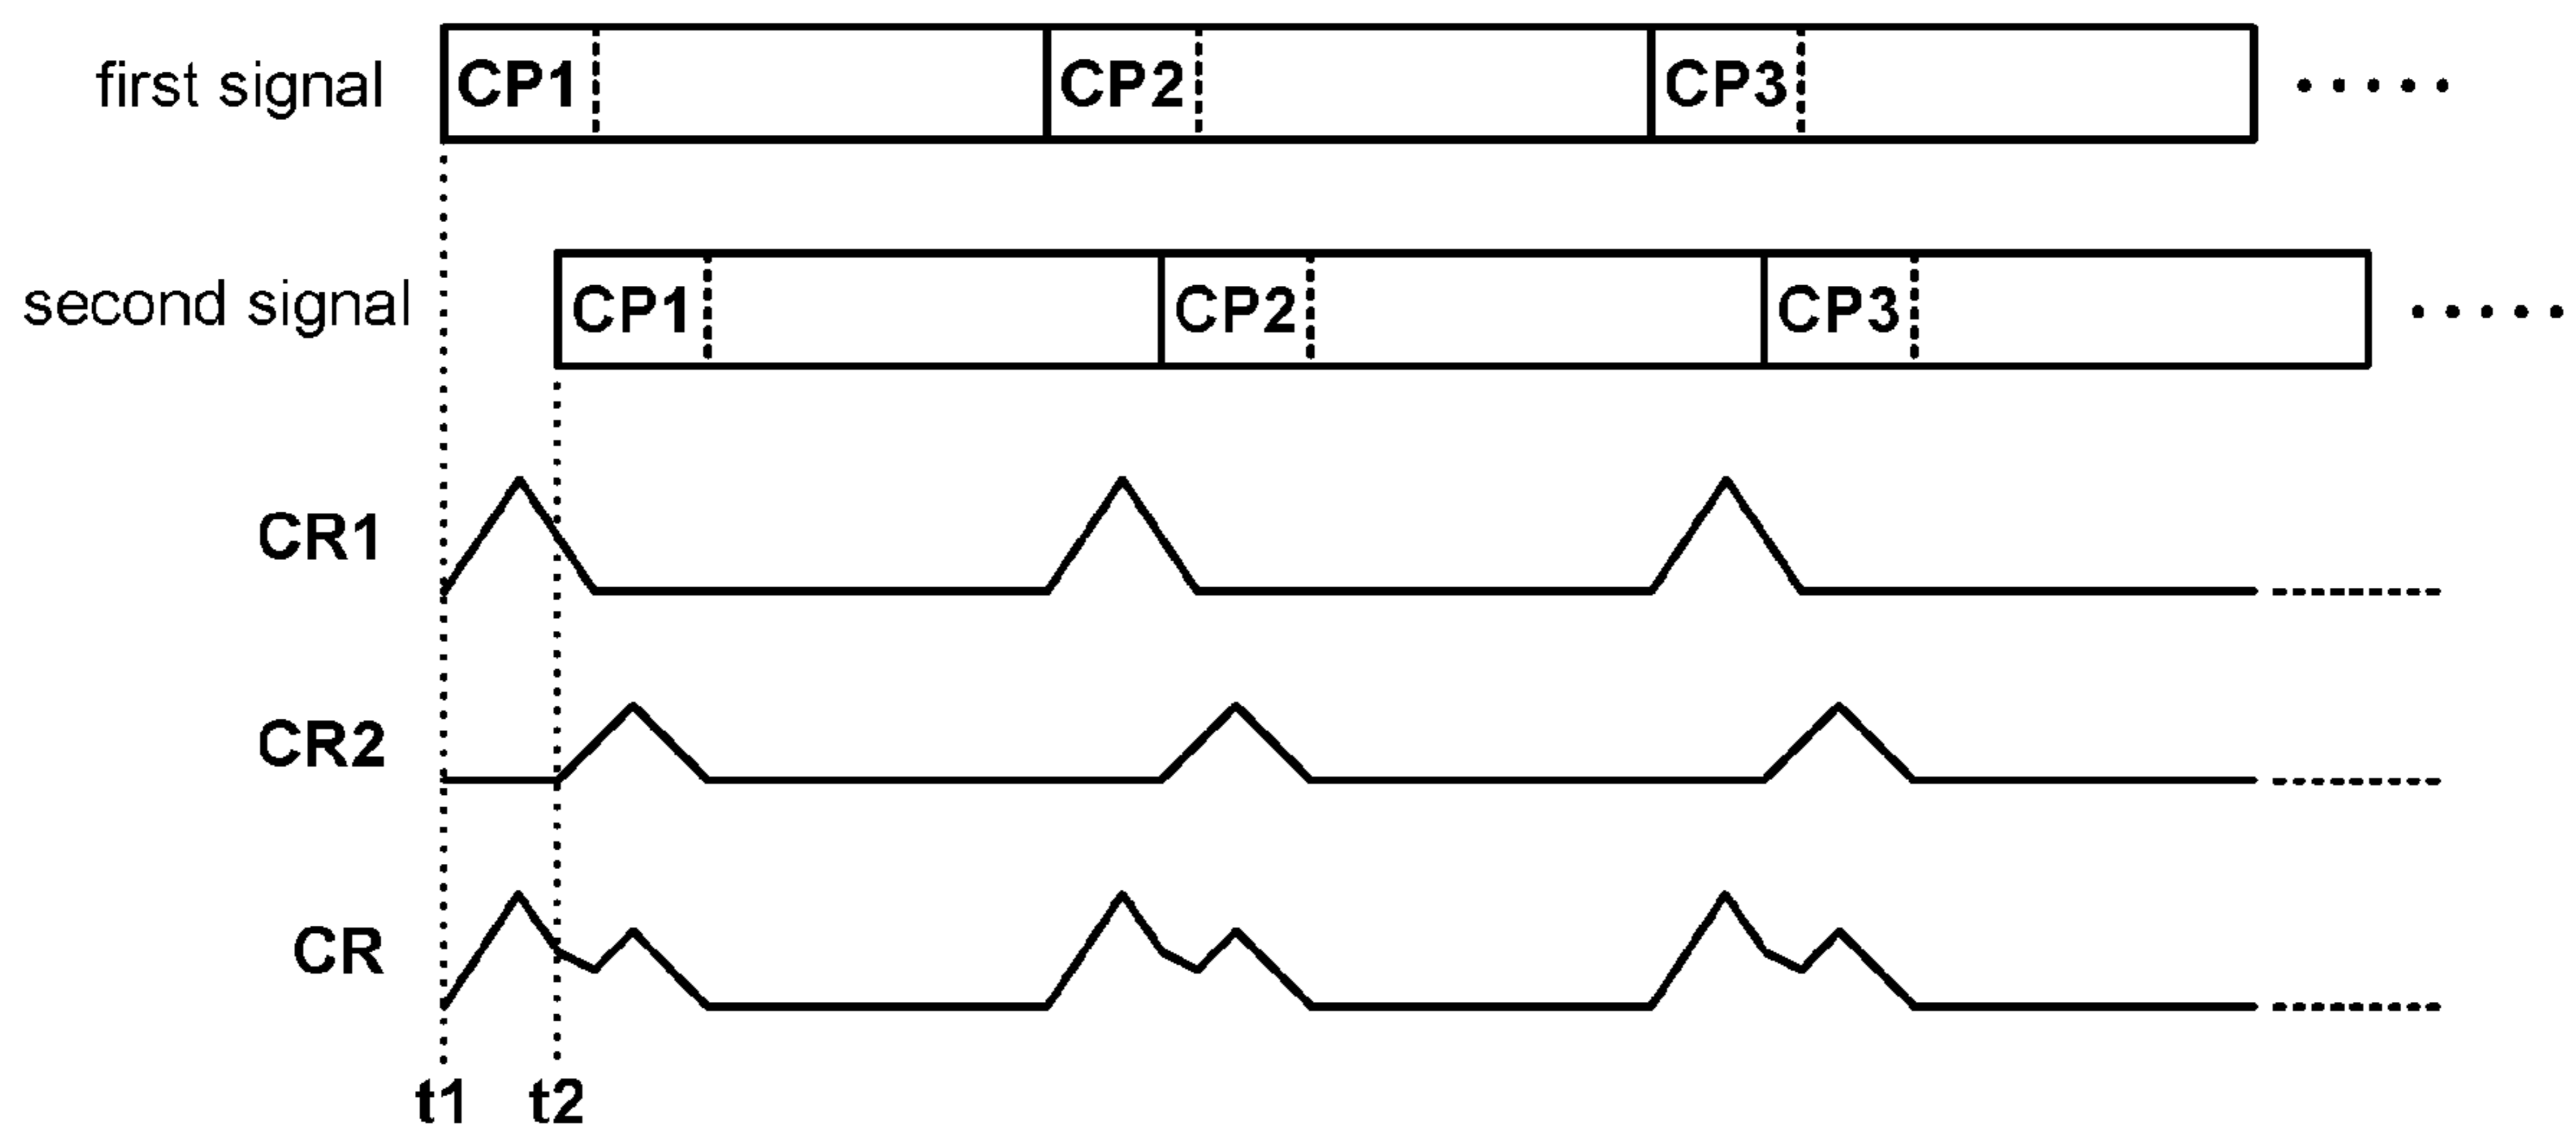 first signal CP1 CP2 CP3
second signal CP1 CP2 CP3
CR1
CR2
CR
t1 t2